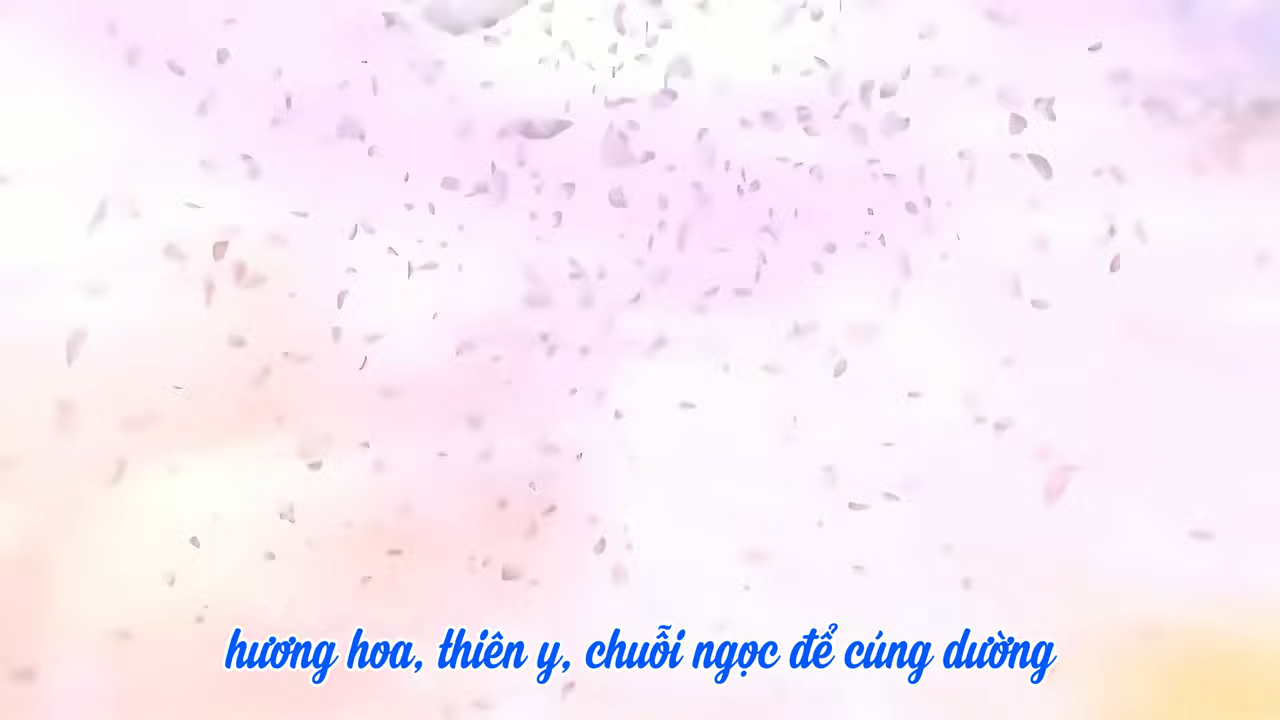 hương hoa, thiên y, chuỗi ngọc để cúng dường